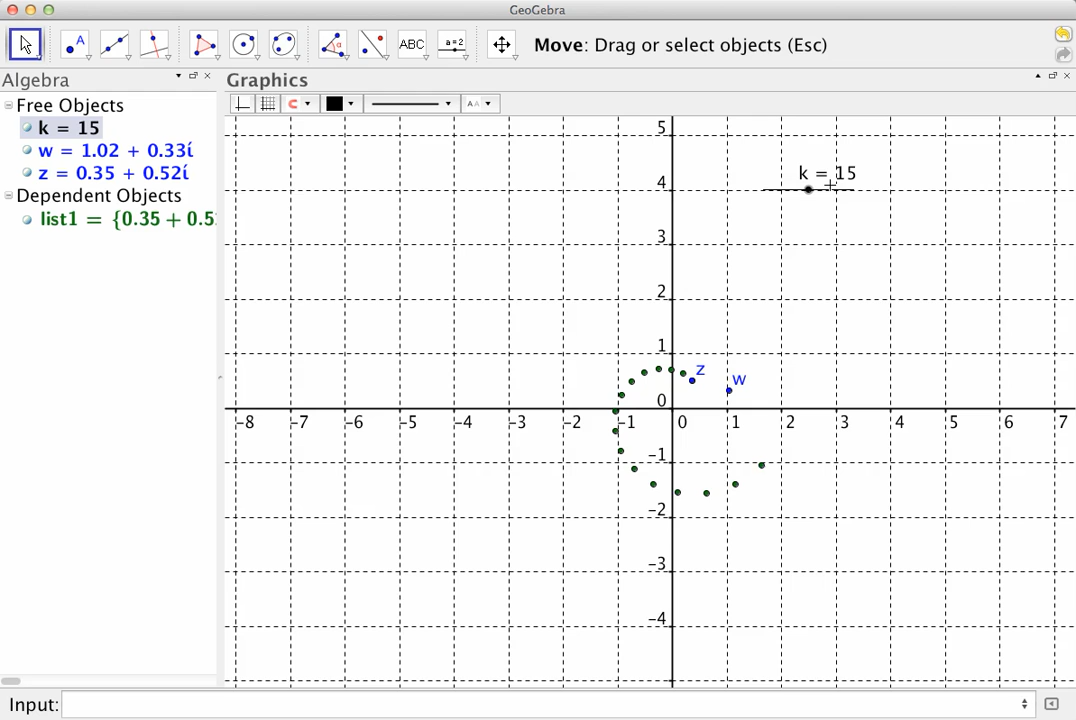 GeoGebra
A
α
ABC
a=2
Move: Drag or select objects (Esc)
Algebra
Graphics
A A
Free Objects
k = 15
w = 1.02 + 0.33i
z = 0.35 + 0.52i
Dependent Objects
list1 = {0.35 + 0.5
k = 15
5
4
3
2
1
0
z
w
-8 -7 -6 -5 -4 -3 -2 -1 0 1 2 3 4 5 6 7
-1
-2
-3
-4
Input: